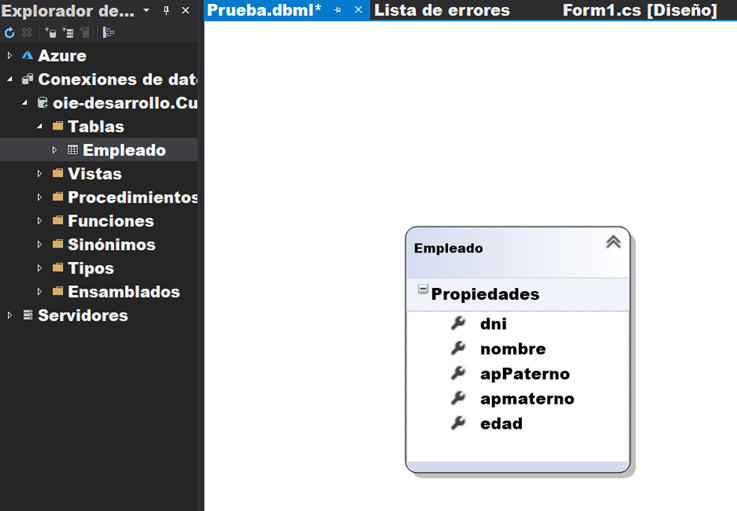 Explorador de...
Azure
Conexiones de dat
oie-desarrollo.Cu
Tablas
Empleado
Vistas
Procedimientos
Funciones
Sinónimos
Tipos
Ensamblados
Servidores
Prueba.dbml* Lista de errores Form1.cs [Diseño]
Empleado
Propiedades
dni
nombre
apPaterno
apmaterno
edad